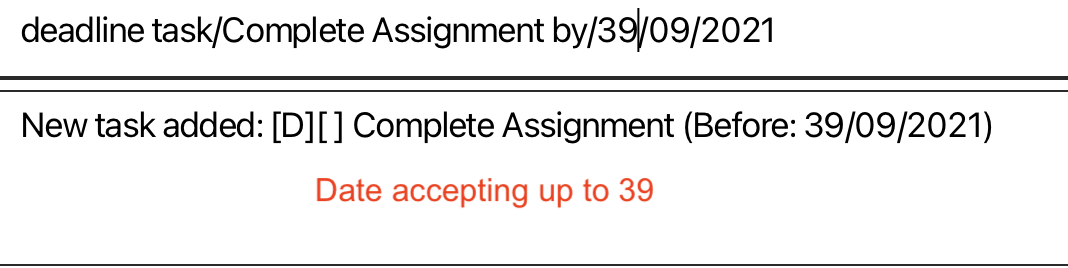 deadline task/Complete Assignment by/39/09/2021
New task added: [D][ ] Complete Assignment (Before: 39/09/2021)
Date accepting up to 39